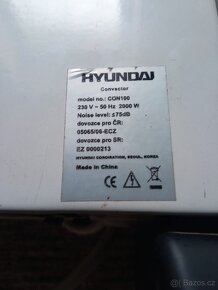 HYUNDAI
Convector
model no.: CGN100
230 V ~ 50 Hz 2000 W
Noise level: ≤75dB
dovozce pro ČR:
05065/06-ECZ
dovozce pro SR:
EZ 0000213
HYUNDAI CORPORATION, SEOUL, KOREA
Made in China
CE
Bazoš.cz